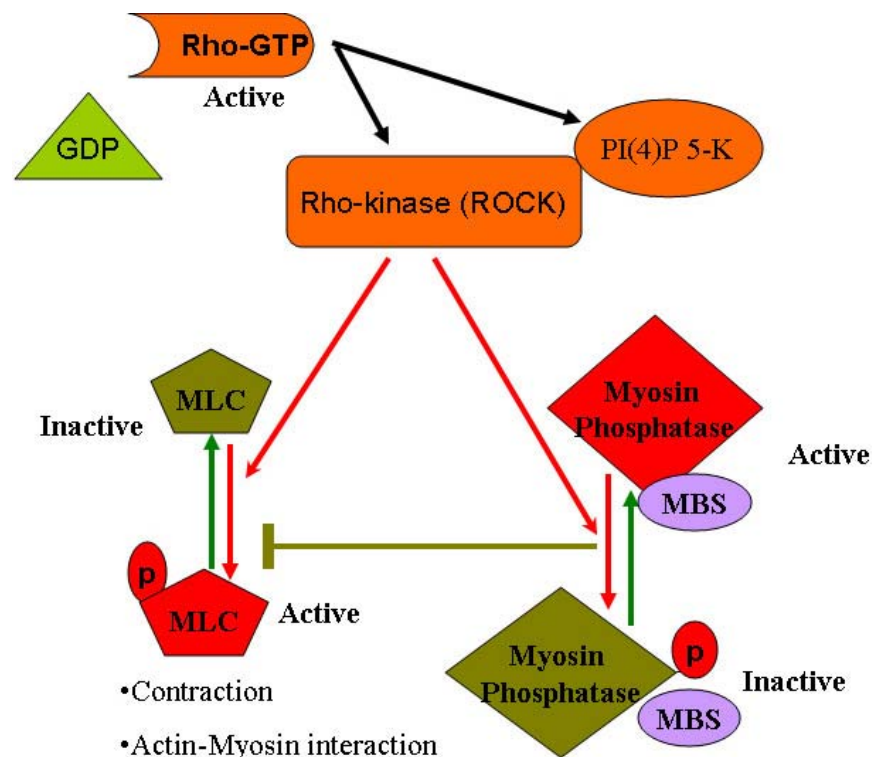 Rho-GTP
Active
GDP
PI(4)P 5-K
Rho-kinase (ROCK)
MLC
Inactive
Myosin
Phosphatase
Active
MBS
p
MLC
Active
Myosin
Phosphatase
p
Inactive
MBS
•Contraction
•Actin-Myosin interaction